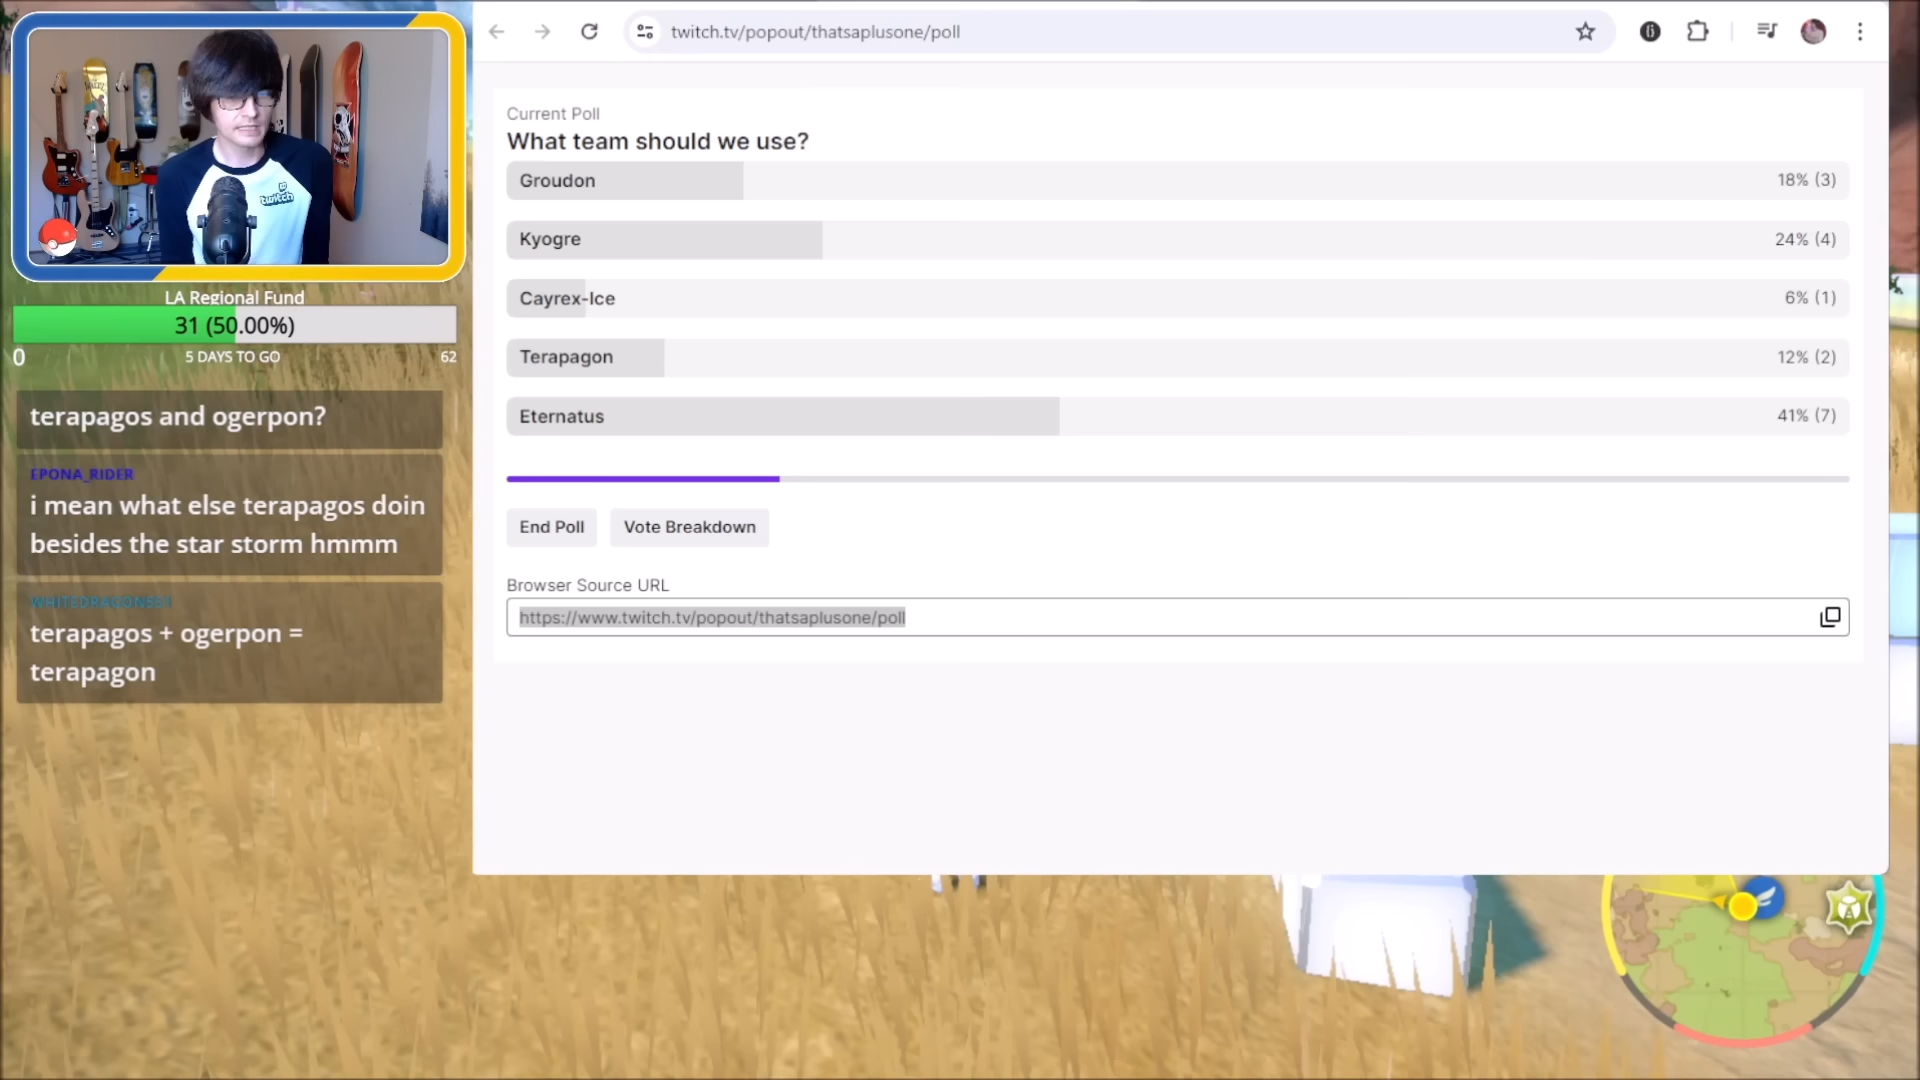 twitch
LA Regional Fund
31 (50.00%)
0
5 DAYS TO GO
62
terapagos and ogerpon?
EPONA_RIDER
i mean what else terapagos doin
besides the star storm hmmm
WHITEDRAGON551
terapagos + ogerpon =
terapagon
twitch.tv/popout/thatsaplusone/poll
Current Poll
What team should we use?
Groudon 18% (3)
Kyogre 24% (4)
Cayrex-Ice 6% (1)
Terapagon 12% (2)
Eternatus 41% (7)
End Poll Vote Breakdown
Browser Source URL
https://www.twitch.tv/popout/thatsaplusone/poll